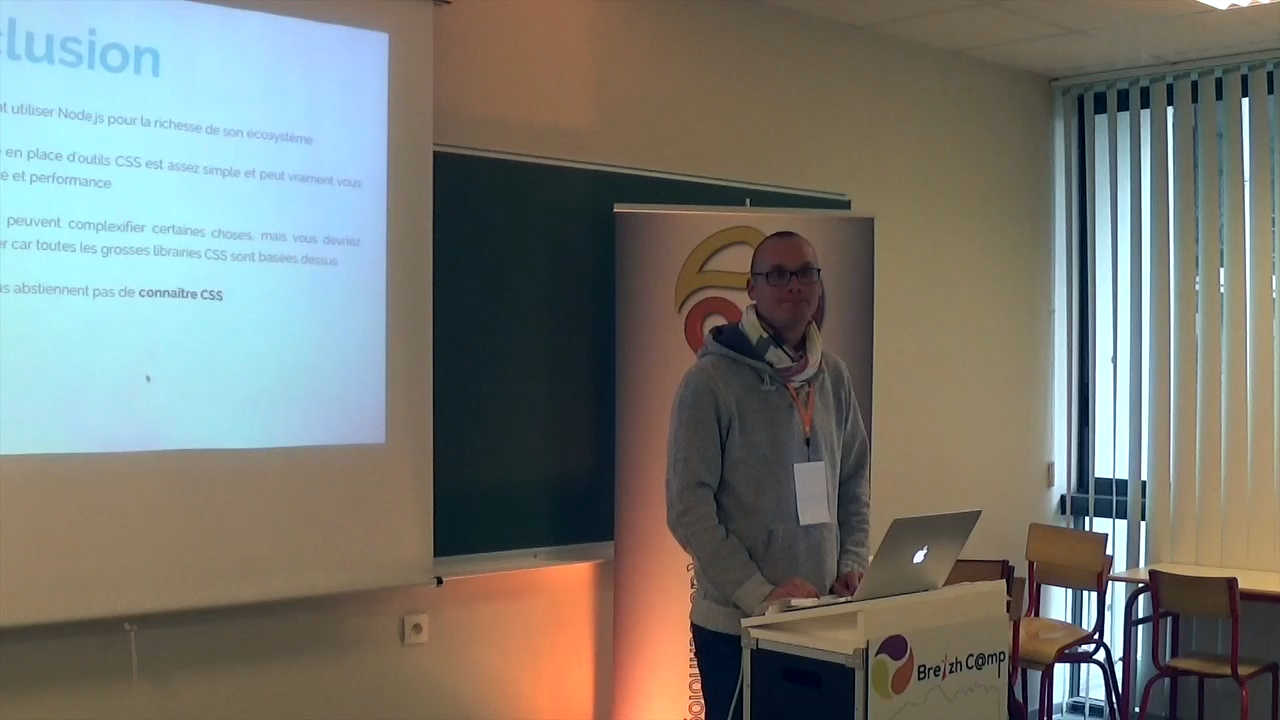 clusion
nt utiliser Node.js pour la richesse de son écosystème
e en place d'outils CSS est assez simple et peut vraiment vous
é et performance
peuvent complexifier certaines choses, mais vous devriez
er car toutes les grosses librairies CSS sont basées dessus
us abstiennent pas de connaître CSS
Breizh C@mp